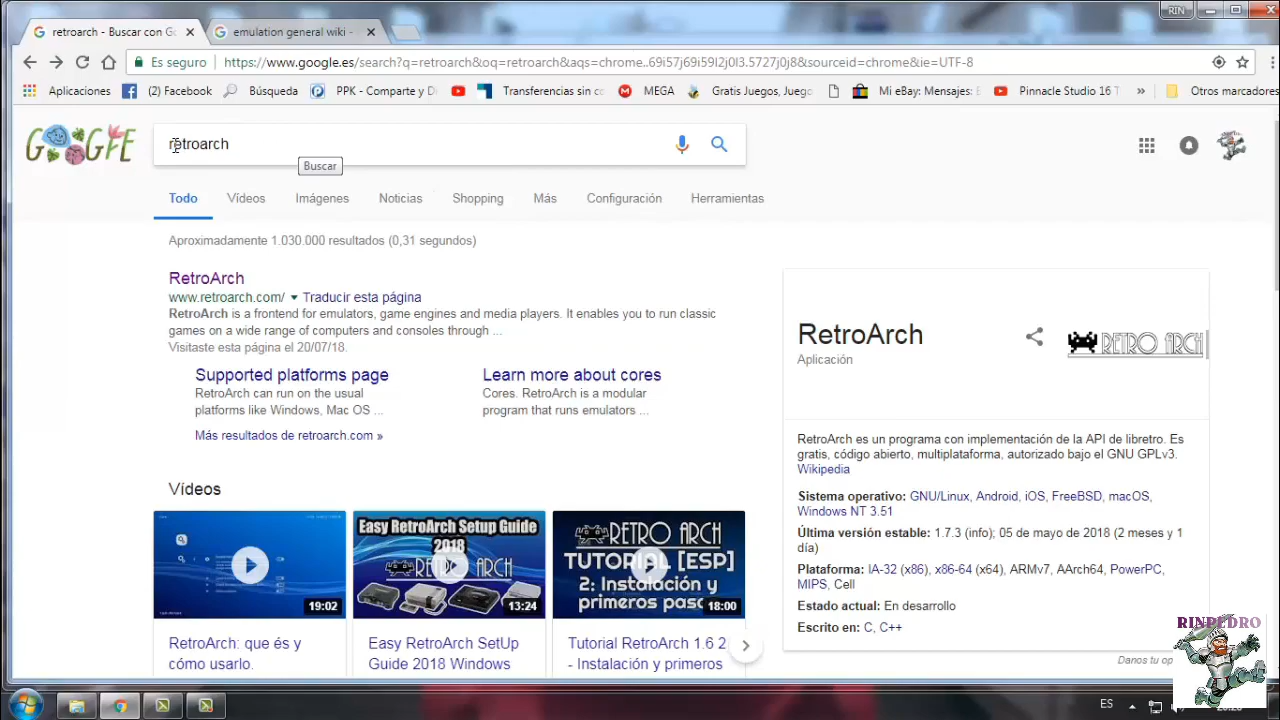 RIN
retroarch - Buscar con Go
emulation general wiki -
Es seguro
https://www.google.es/search?q=retroarch&oq=retroarch&aqs=chrome..69i57j69i59l2j0l3.5727j0j8&sourceid=chrome&ie=UTF-8
Aplicaciones (2) Facebook Búsqueda PPK - Comparte y D Transferencias sin co MEGA Gratis Juegos, Juego Mi eBay: Mensajes: E Pinnacle Studio 16 T » Otros marcadores
retroarch
Buscar
Todo Vídeos Imágenes Noticias Shopping Más Configuración Herramientas
Aproximadamente 1.030.000 resultados (0,31 segundos)
RetroArch
www.retroarch.com/ Traducir esta página
RetroArch is a frontend for emulators, game engines and media players. It enables you to run classic
games on a wide range of computers and consoles through ...
Visitaste esta página el 20/07/18.
Supported platforms page
RetroArch can run on the usual
platforms like Windows, Mac OS ...
Learn more about cores
Cores. RetroArch is a modular
program that runs emulators ...
Más resultados de retroarch.com »
Vídeos
19:02
RetroArch: que és y
cómo usarlo.
Easy RetroArch Setup Guide
2018
RETRO ARCH
13:24
Easy RetroArch SetUp
Guide 2018 Windows
RETRO ARCH
TUTORIAL [ESP]
2: Instalación y
primeros paso
18:00
Tutorial RetroArch 1.6 2
- Instalación y primeros
RetroArch
Aplicación
RETRO ARCH
RetroArch es un programa con implementación de la API de libretro. Es
gratis, código abierto, multiplataforma, autorizado bajo el GNU GPLv3.
Wikipedia
Sistema operativo: GNU/Linux, Android, iOS, FreeBSD, macOS,
Windows NT 3.51
Última versión estable: 1.7.3 (info); 05 de mayo de 2018 (2 meses y 1
día)
Plataforma: IA-32 (x86), x86-64 (x64), ARMv7, AArch64, PowerPC,
MIPS, Cell
Estado actual: En desarrollo
Escrito en: C, C++
Danos tu op
RINPEDRO
ES